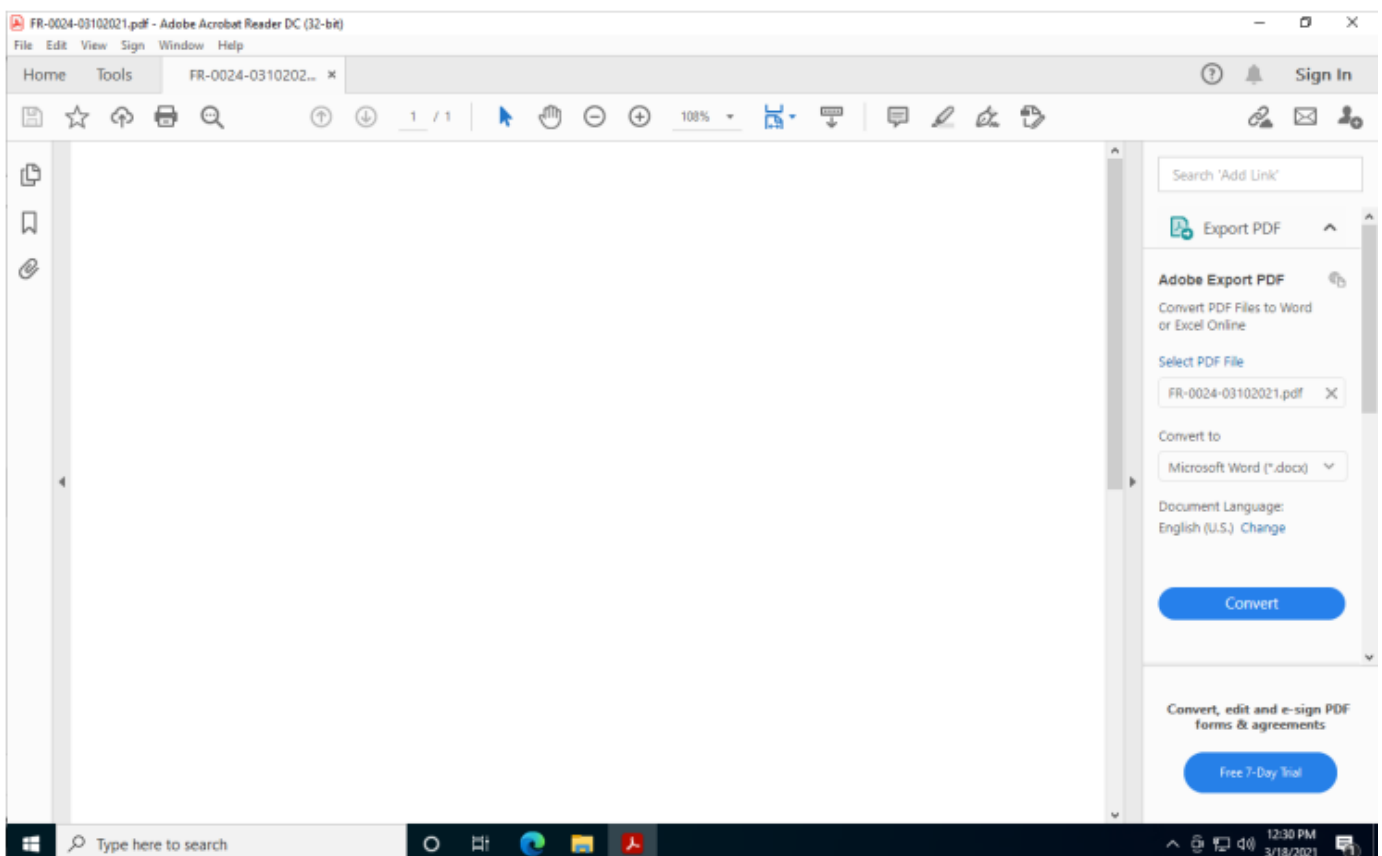 FR-0024-03102021.pdf - Adobe Acrobat Reader DC (32-bit)
File Edit View Sign Window Help
Home Tools FR-0024-0310202... × Sign In
1 / 1 108%
Search 'Add Link'
Export PDF
Adobe Export PDF
Convert PDF Files to Word
or Excel Online
Select PDF File
FR-0024-03102021.pdf
Convert to
Microsoft Word (*.docx)
Document Language:
English (U.S.) Change
Convert
Convert, edit and e-sign PDF
forms & agreements
Free 7-Day Trial
Type here to search
12:30 PM
3/18/2021